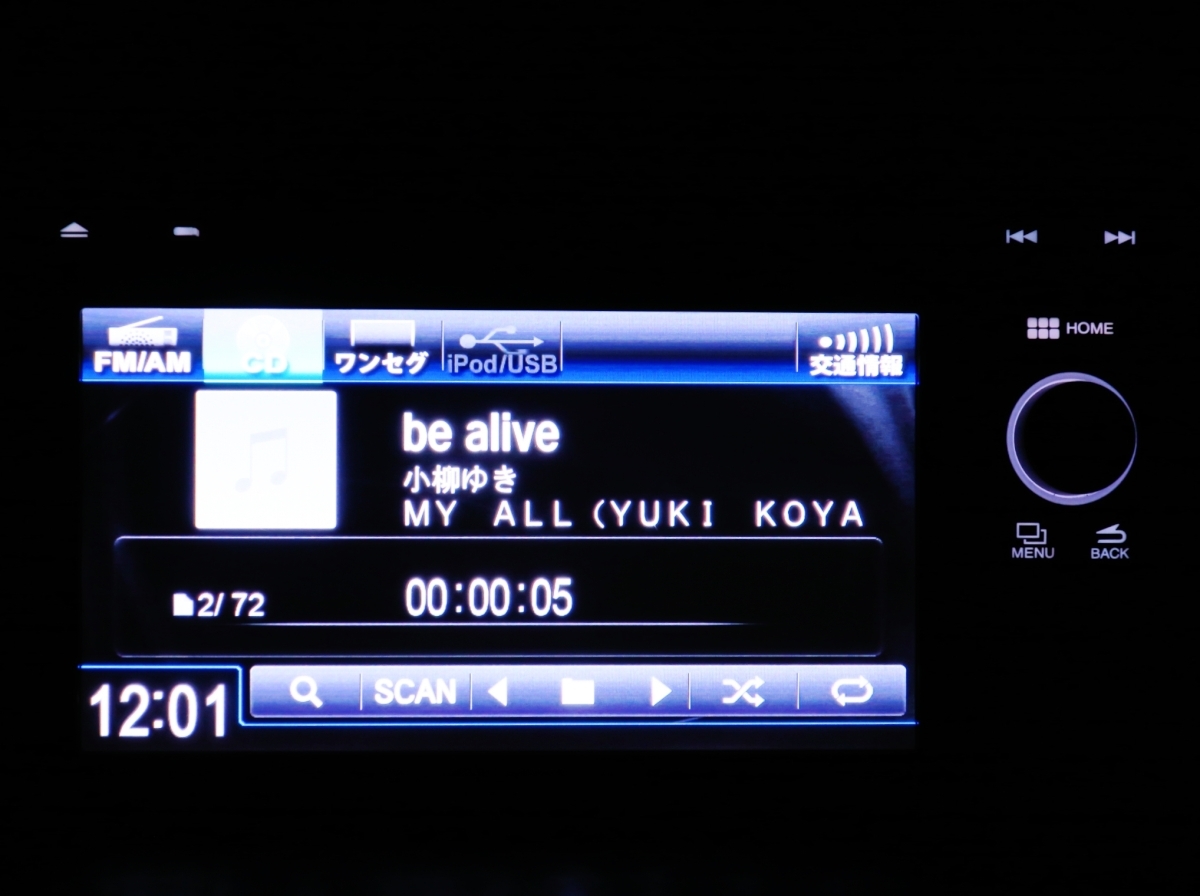 HOME
FM/AM
CD
ワンセグ
iPod/USB
交通情報
be alive
小柳ゆき
MY ALL (YUKI KOYA
2/ 72
00:00:05
MENU
BACK
12:01
SCAN